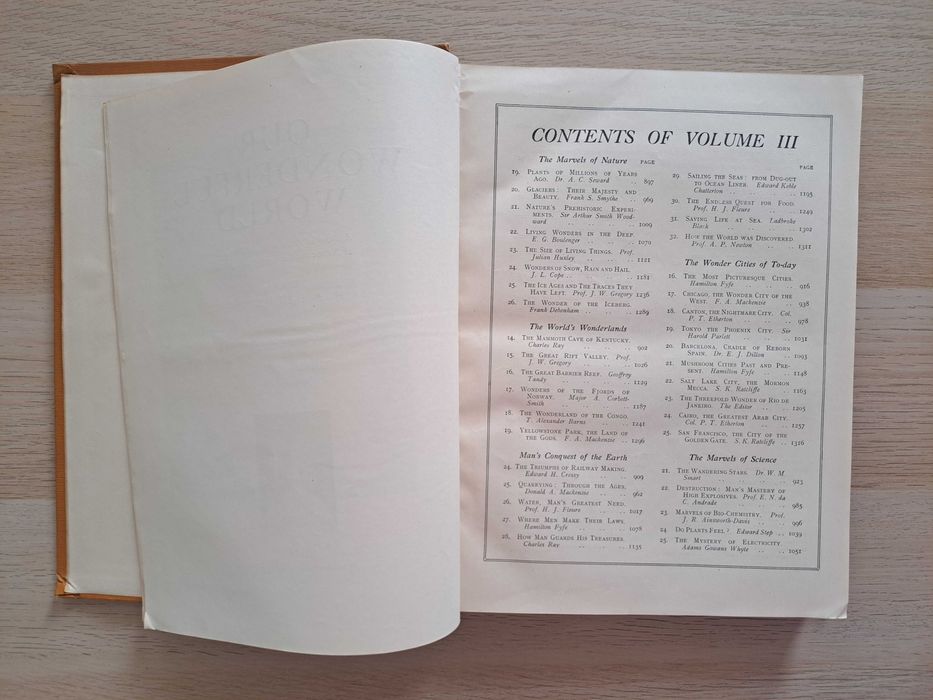 CONTENTS OF VOLUME III
The Marvels of Nature PAGE
19. PLANTS OF MILLIONS OF YEARS
AGO. Dr. A. C. Seward .. 897
20. GLACIERS: THEIR MAJESTY AND
BEAUTY. Frank S. Smythe .. 969
21. NATURE'S PREHISTORIC EXPERI-
MENTS. Sir Arthur Smith Wood-
ward .. .. .. .. 1009
22. LIVING WONDERS IN THE DEEP.
E. G. Boulenger .. .. .. 1070
23. THE SIZE OF LIVING THINGS. Prof.
Julian Huxley .. .. .. 1121
24. WONDERS OF SNOW, RAIN AND HAIL.
J. L. Cope .. .. .. .. 1181
25. THE ICE AGES AND THE TRACES THEY
HAVE LEFT. Prof. J. W. Gregory 1236
26. THE WONDER OF THE ICEBERG.
Frank Debenham .. .. .. 1289
The World's Wonderlands
14. THE MAMMOTH CAVE OF KENTUCKY.
Charles Ray .. .. .. 902
15. THE GREAT RIFT VALLEY. Prof.
J. W. Gregory .. .. .. 1026
16. THE GREAT BARRIER REEF. Geoffrey
Tandy .. .. .. .. 1129
17. WONDERS OF THE FJORDS OF
NORWAY. Major A. Corbett-
Smith .. .. .. .. 1187
18. THE WONDERLAND OF THE CONGO.
T. Alexander Barns .. .. 1241
19. YELLOWSTONE PARK, THE LAND OF
THE GODS. F. A. Mackenzie .. 1296
Man's Conquest of the Earth
24. THE TRIUMPHS OF RAILWAY MAKING.
Edward H. Cressy .. .. 909
25. QUARRYING: THROUGH THE AGES.
Donald A. Mackenzie .. .. 962
26. WATER, MAN'S GREATEST NEED.
Prof. H. J. Fleure .. .. 1017
27. WHERE MEN MAKE THEIR LAWS.
Hamilton Fyfe .. .. .. 1078
28. HOW MAN GUARDS HIS TREASURES.
Charles Ray .. .. .. 1135
PAGE
29. SAILING THE SEAS: FROM DUG-OUT
TO OCEAN LINER. Edward Keble
Chatterton .. .. .. .. 1195
30. THE ENDLESS QUEST FOR FOOD.
Prof. H. J. Fleure .. .. 1249
31. SAVING LIFE AT SEA. Ladbroke
Black .. .. .. .. 1302
32. HOW THE WORLD WAS DISCOVERED.
Prof. A. P. Newton .. .. 1311
The Wonder Cities of To-day
16. THE MOST PICTURESQUE CITIES.
Hamilton Fyfe .. .. .. 916
17. CHICAGO, THE WONDER CITY OF THE
WEST. F. A. Mackenzie .. 938
18. CANTON, THE NIGHTMARE CITY. Col.
P. T. Etherton .. .. .. 978
19. TOKYO THE PHOENIX CITY. Sir
Harold Parlett .. .. .. 1031
20. BARCELONA, CRADLE OF REBORN
SPAIN. Dr. E. J. Dillon .. 1093
21. MUSHROOM CITIES PAST AND PRE-
SENT. Hamilton Fyfe .. .. 1148
22. SALT LAKE CITY, THE MORMON
MECCA. S. K. Ratcliffe .. .. 1163
23. THE THREEFOLD WONDER OF RIO DE
JANEIRO. The Editor .. .. 1205
24. CAIRO, THE GREATEST ARAB CITY.
Col. P. T. Etherton .. .. 1257
25. SAN FRANCISCO, THE CITY OF THE
GOLDEN GATE. S. K. Ratcliffe .. 1316
The Marvels of Science
21. THE WANDERING STARS. Dr. W. M.
Smart .. .. .. .. 923
22. DESTRUCTION: MAN'S MASTERY OF
HIGH EXPLOSIVES. Prof. E. N. da
C. Andrade .. .. .. 985
23. MARVELS OF BIO-CHEMISTRY. Prof.
J. R. Ainsworth-Davis .. .. 996
24. DO PLANTS FEEL? Edward Step .. 1039
25. THE MYSTERY OF ELECTRICITY.
Adams Gowans Whyte .. .. 1051